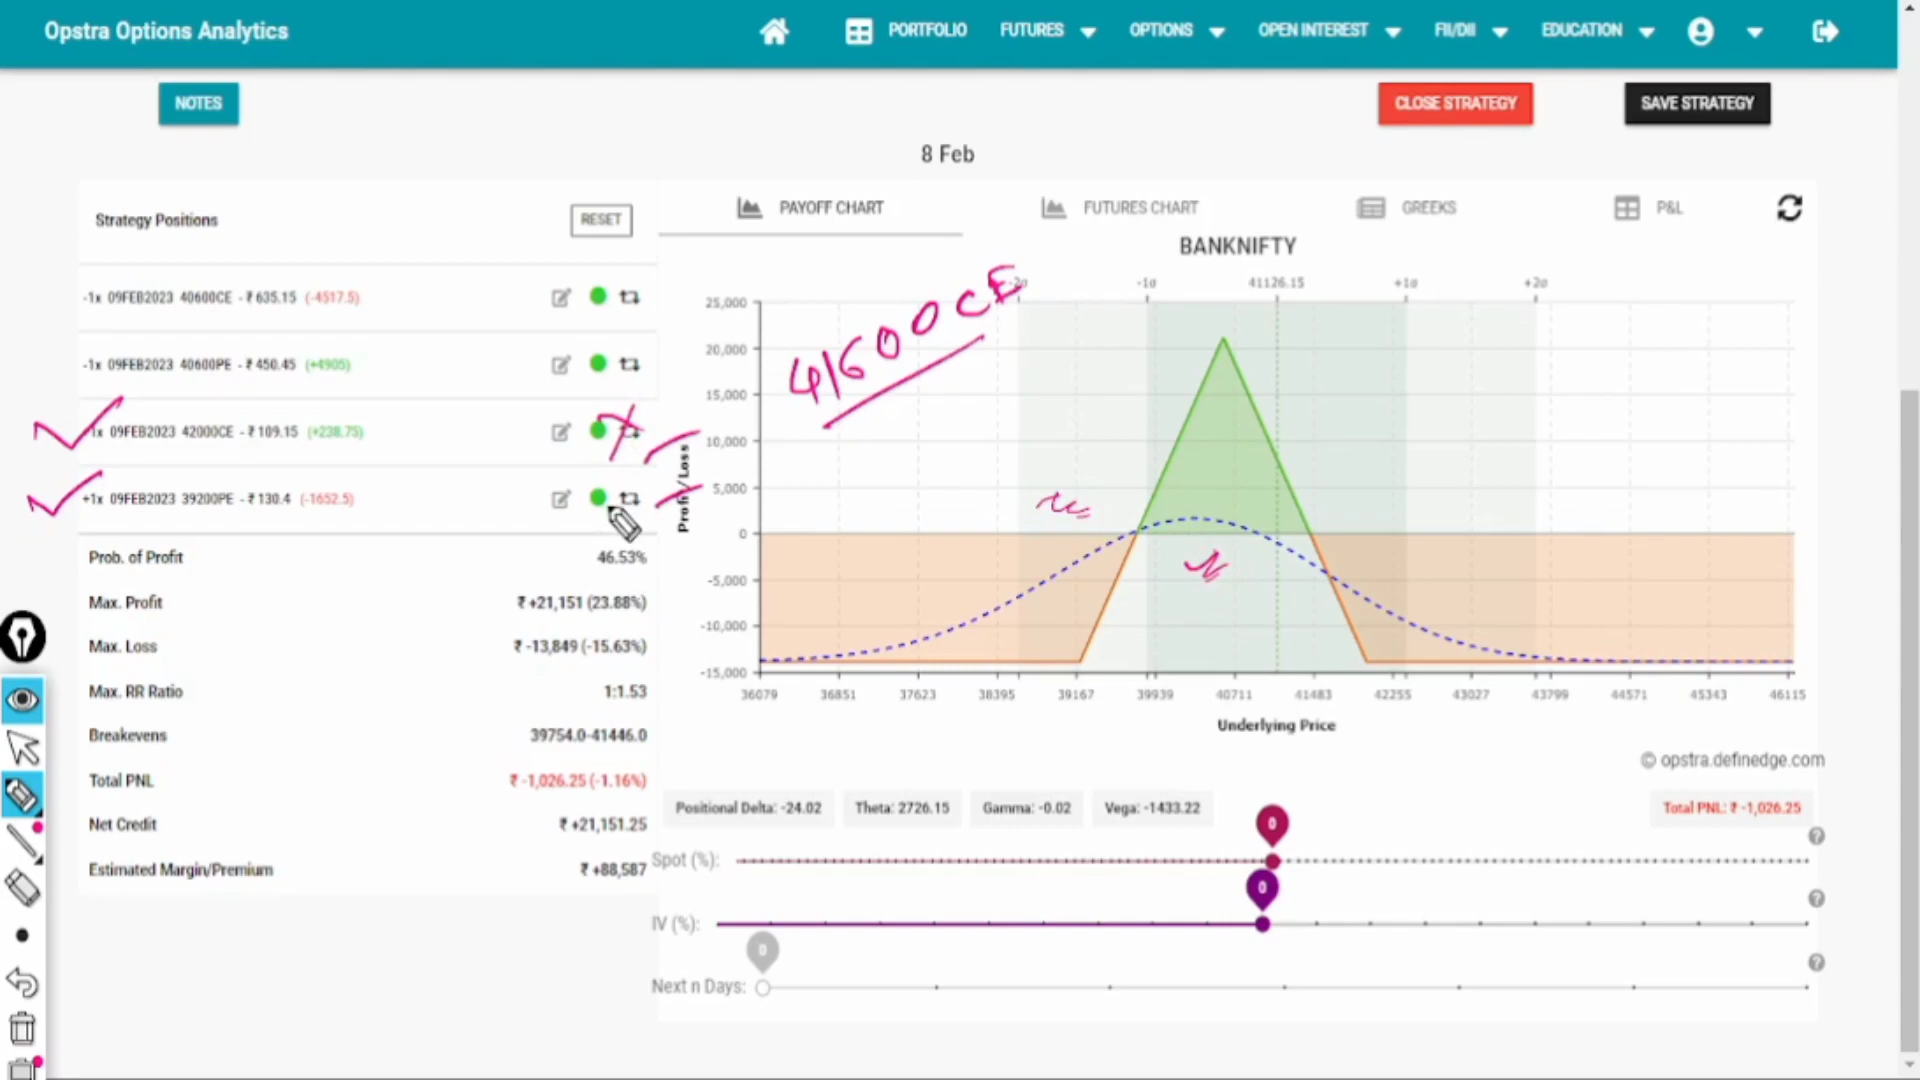 Opstra Options Analytics
PORTFOLIO FUTURES OPTIONS OPEN INTEREST FII/DII EDUCATION
NOTES
CLOSE STRATEGY
SAVE STRATEGY
8 Feb
Strategy Positions
RESET
PAYOFF CHART
FUTURES CHART
GREEKS
P&L
-1x 09FEB2023 40600CE - ₹ 635.15 (-4517.5)
-1x 09FEB2023 40600PE - ₹ 450.45 (+4905)
1x 09FEB2023 42000CE - ₹ 109.15 (+238.75)
+1x 09FEB2023 39200PE - ₹ 130.4 (-1652.5)
Prob. of Profit 46.53%
Max. Profit ₹ +21,151 (23.88%)
Max. Loss ₹ -13,849 (-15.63%)
Max. RR Ratio 1:1.53
Breakevens 39754.0-41446.0
Total PNL ₹ -1,026.25 (-1.16%)
Net Credit ₹ +21,151.25
Estimated Margin/Premium ₹ +88,587
BANKNIFTY
-2σ -1σ 41126.15 +1σ +2σ
41600CE
25,000
20,000
15,000
10,000
5,000
0
-5,000
-10,000
-15,000
Profit/Loss
36079 36851 37623 38395 39167 39939 40711 41483 42255 43027 43799 44571 45343 46115
Underlying Price
© opstra.definedge.com
Positional Delta: -24.02 Theta: 2726.15 Gamma: -0.02 Vega: -1433.22 Total PNL: ₹ -1,026.25
0
Spot (%):
0
IV (%):
0
Next n Days: